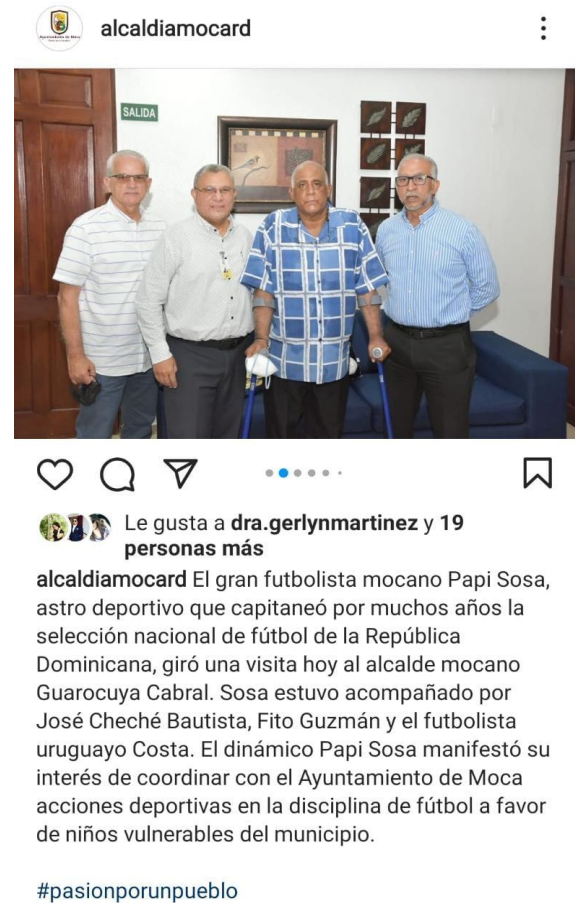 alcaldiamocard
SALIDA
Le gusta a dra.gerlynmartinez y 19
personas más
alcaldiamocard El gran futbolista mocano Papi Sosa,
astro deportivo que capitaneó por muchos años la
selección nacional de fútbol de la República
Dominicana, giró una visita hoy al alcalde mocano
Guarocuya Cabral. Sosa estuvo acompañado por
José Cheché Bautista, Fito Guzmán y el futbolista
uruguayo Costa. El dinámico Papi Sosa manifestó su
interés de coordinar con el Ayuntamiento de Moca
acciones deportivas en la disciplina de fútbol a favor
de niños vulnerables del municipio.
#pasionporunpueblo